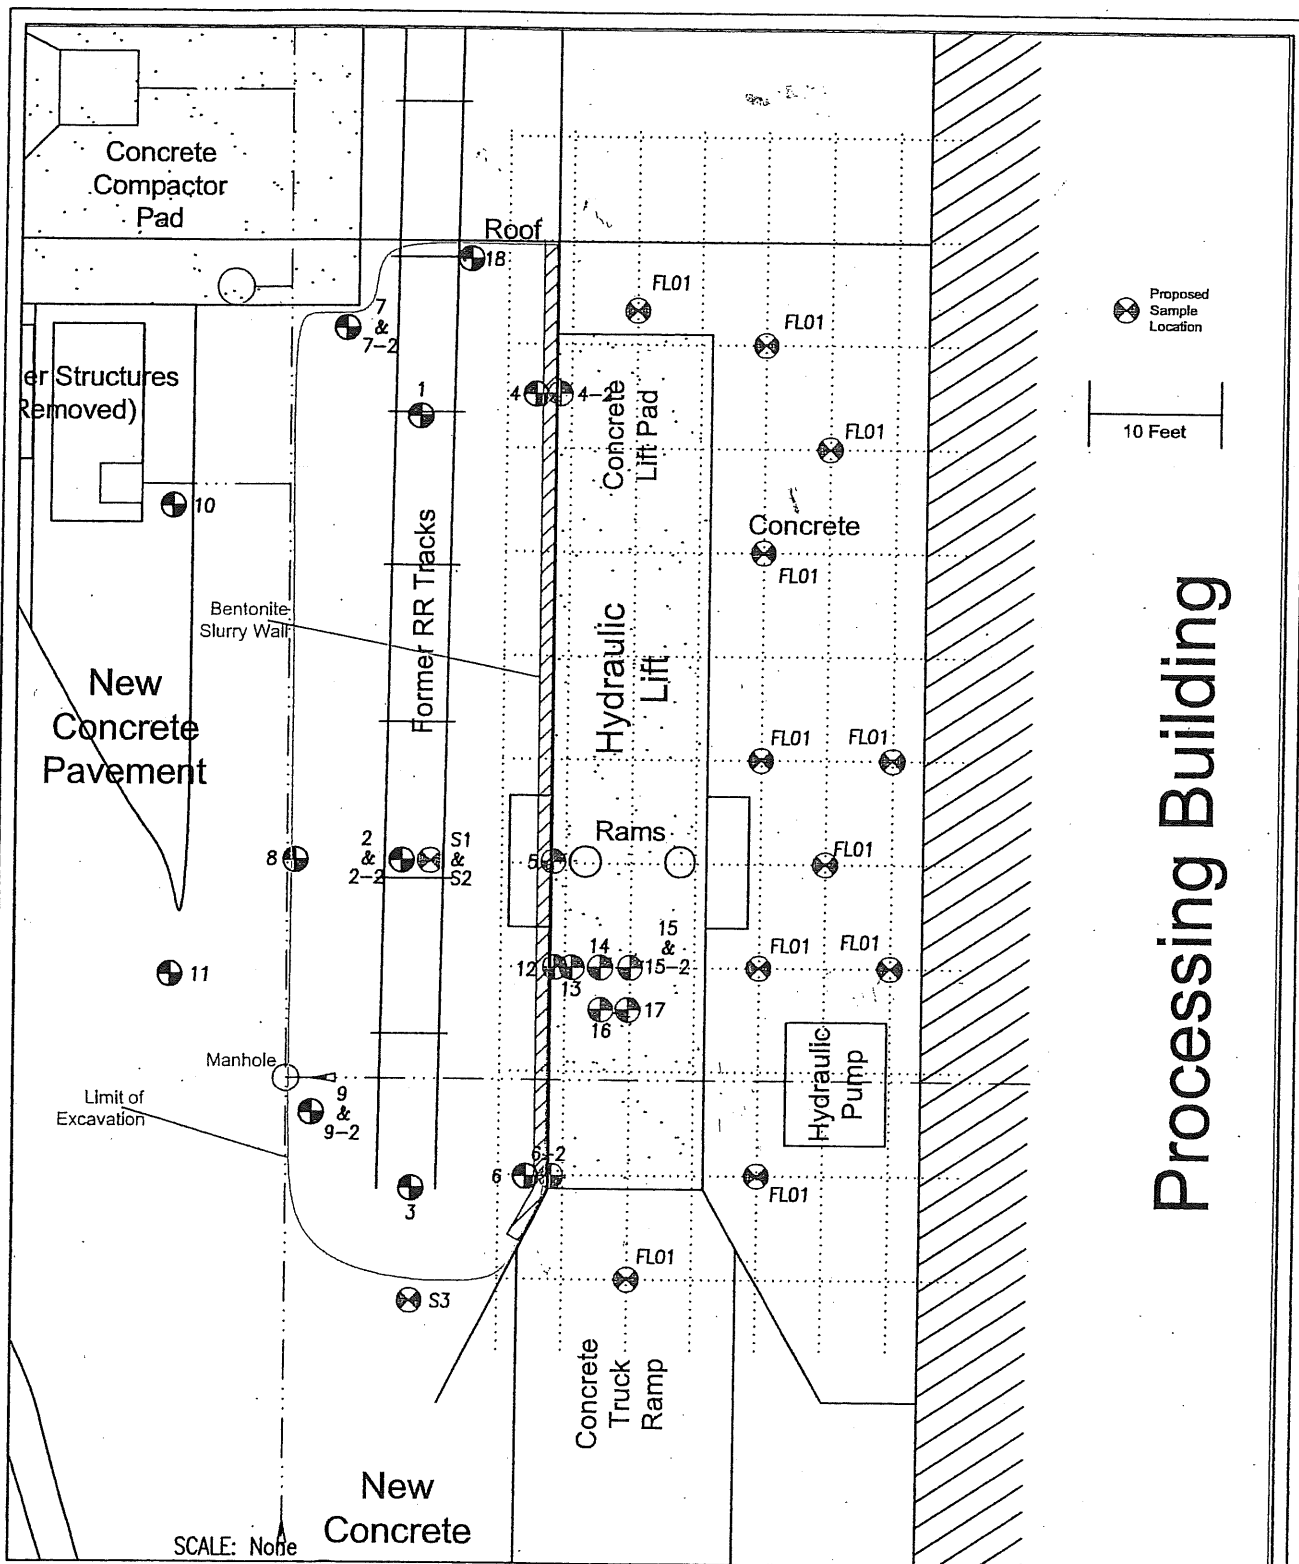 Concrete
Compactor
Pad
Roof
18
FL01
Proposed
Sample
Location
FL01
7
&
7-2
er Structures
Removed)
1
4
4-2
Concrete
Lift Pad
10 Feet
FL01
10
Concrete
FL01
Former RR Tracks
Bentonite
Slurry Wall
Hydraulic
Lift
New
Concrete
Pavement
Processing Building
FL01
FL01
Rams
8
2
&
2-2
S1
&
S2
5
FL01
15
&
15-2
14
12
13
FL01
FL01
11
16
17
Manhole
Hydraulic
Pump
9
&
9-2
Limit of
Excavation
6-2
6
3
FL01
FL01
S3
Concrete
Truck
Ramp
New
Concrete
SCALE: None